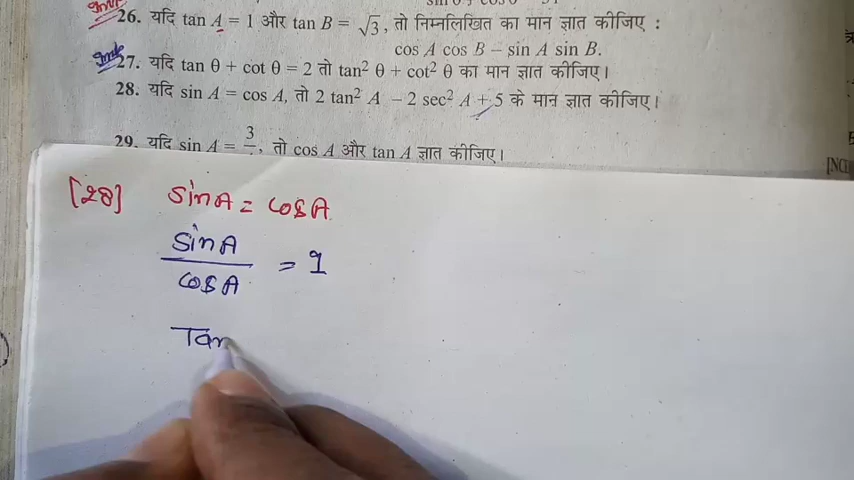 26. यदि tan A = 1 और tan B = √3, तो निम्नलिखित का मान ज्ञात कीजिए :
cos A cos B – sin A sin B.
27. यदि tan θ + cot θ = 2 तो tan² θ + cot² θ का मान ज्ञात कीजिए।
28. यदि sin A = cos A, तो 2 tan² A – 2 sec² A + 5 के मान ज्ञात कीजिए।
29. यदि sin A = 3/ , तो cos A और tan A ज्ञात कीजिए।
[NC
[28] sinA = cosA
sinA
= 1
cosA
Tan